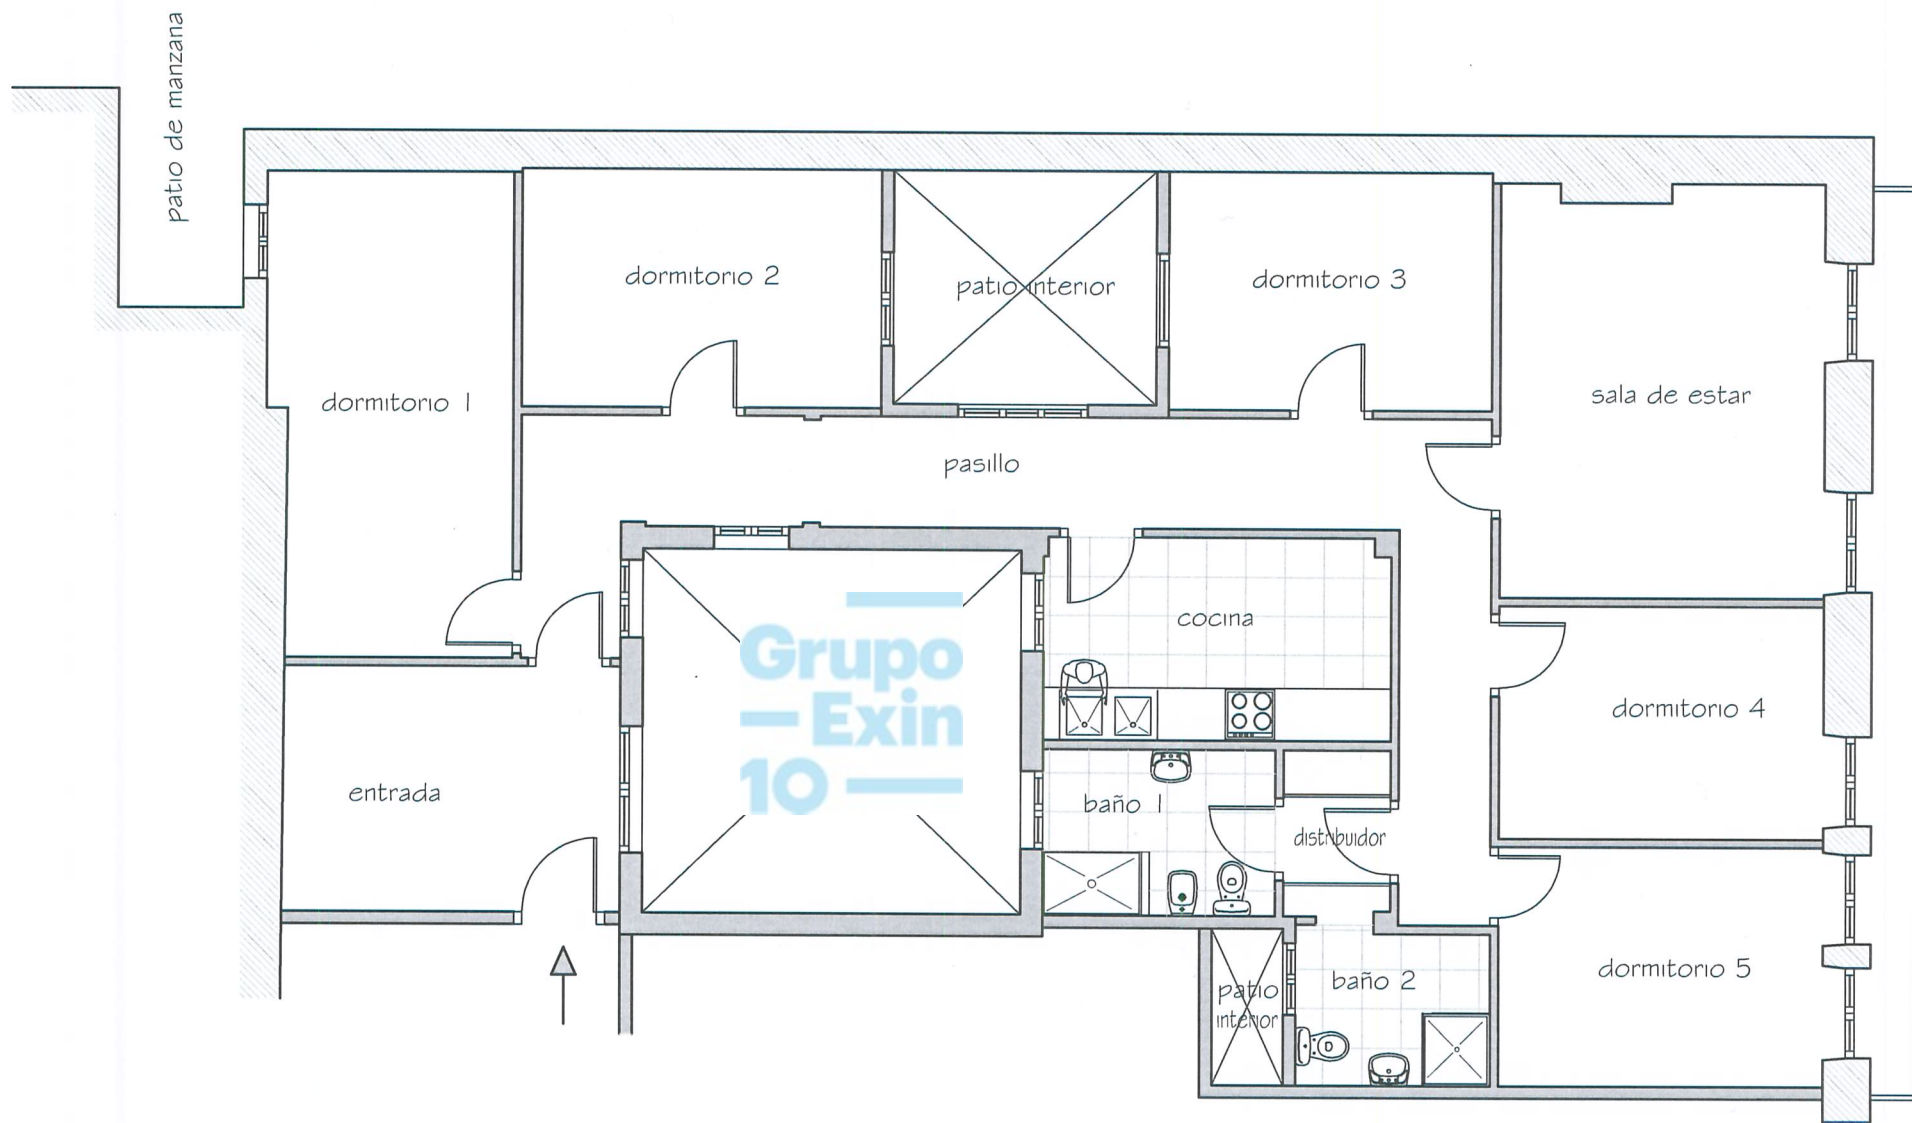 patio de manzana
dormitorio 2
patio interior
dormitorio 3
dormitorio 1
sala de estar
pasillo
cocina
Grupo
Exin
10
dormitorio 4
entrada
baño 1
distribuidor
dormitorio 5
baño 2
patio
interior